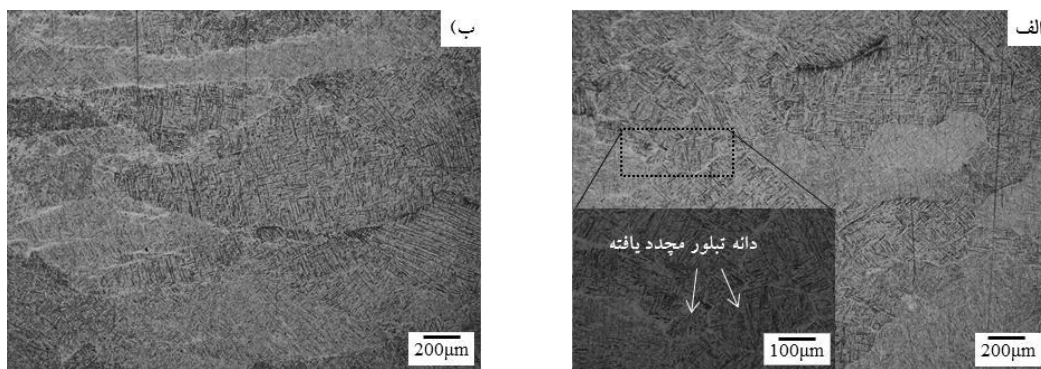 الف
ب)
دانه تبلور مجدد یافته
100μm
200μm
200μm